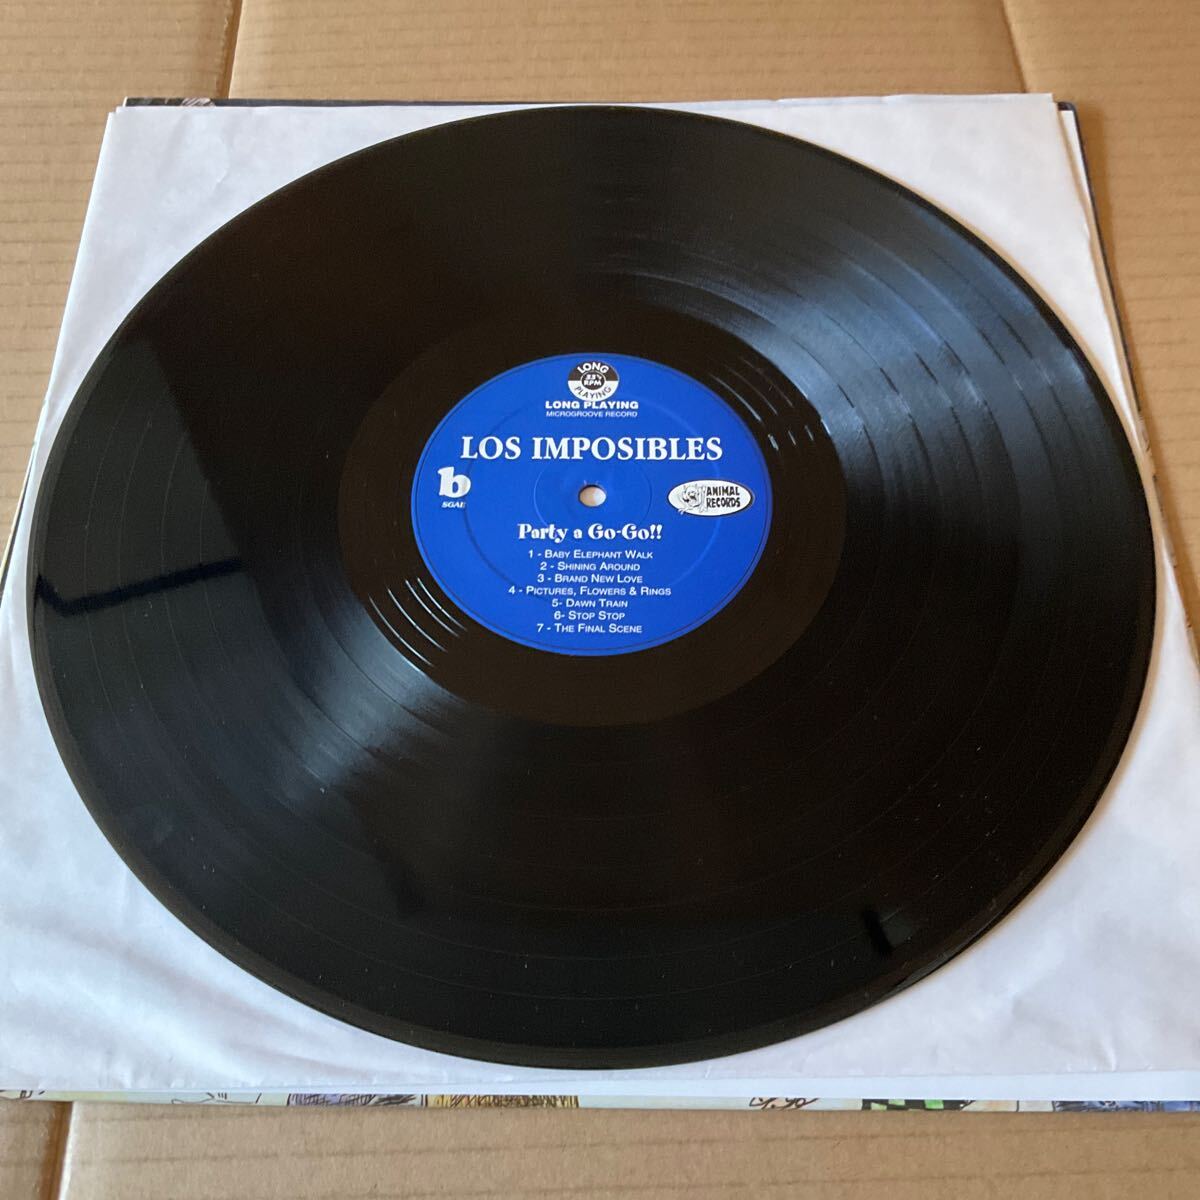 LONG
33⅓
RPM
PLAYING
LONG PLAYING
MICROGROOVE RECORD
LOS IMPOSIBLES
b
SGAE
ANIMAL
RECORDS
Party a Go-Go!!
1 - BABY ELEPHANT WALK
2 - SHINING AROUND
3 - BRAND NEW LOVE
4 - PICTURES, FLOWERS & RINGS
5- DAWN TRAIN
6- STOP STOP
7 - THE FINAL SCENE